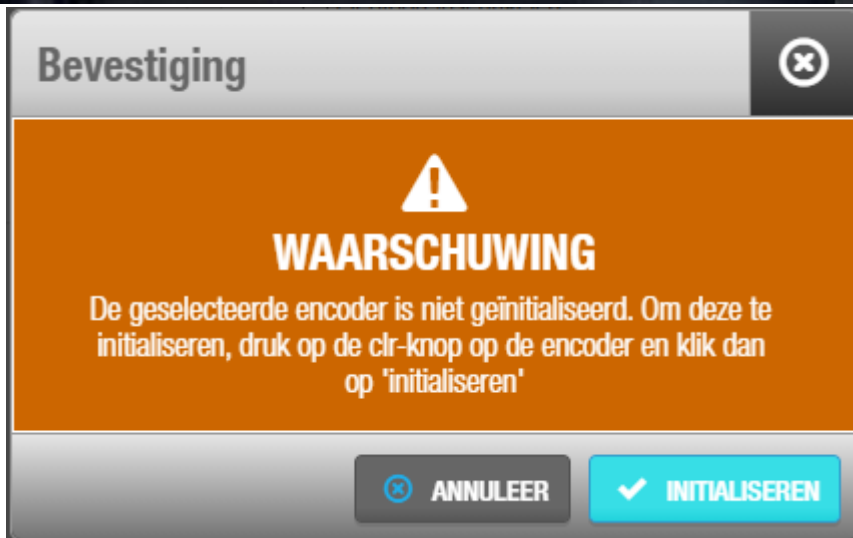 Bevestiging
WAARSCHUWING
De geselecteerde encoder is niet geïnitialiseerd. Om deze te
initialiseren, druk op de clr-knop op de encoder en klik dan
op 'initialiseren'
ANNULEER
INITIALISEREN